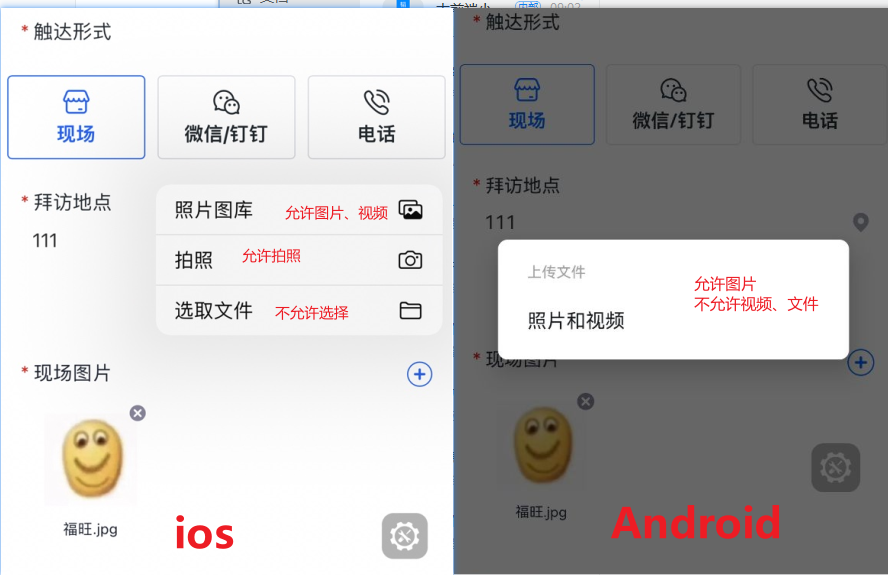 * 触达形式
现场
微信/钉钉
电话
* 拜访地点
111
照片图库
允许图片、视频
拍照
允许拍照
选取文件
不允许选择
* 现场图片
福旺.jpg
ios
* 触达形式
现场
微信/钉钉
电话
* 拜访地点
111
上传文件
照片和视频
允许图片
不允许视频、文件
* 现场图片
福旺.jpg
Android